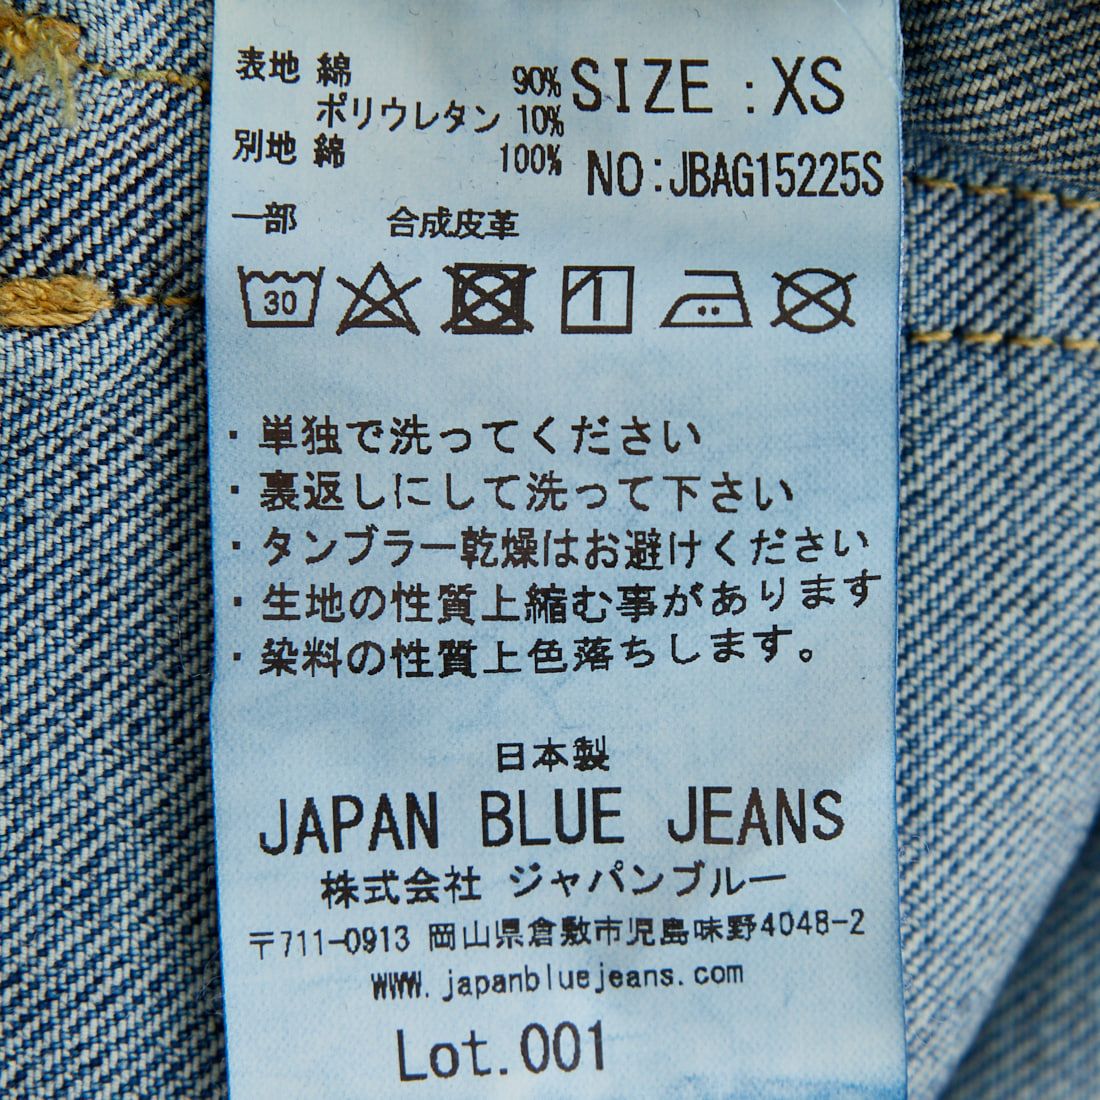 表地 綿 90% SIZE : XS
ポリウレタン 10%
別地 綿 100% NO:JBAG15225S
一部 合成皮革
30
・単独で洗ってください
・裏返しにして洗って下さい
・タンブラー乾燥はお避けください
・生地の性質上縮む事があります
・染料の性質上色落ちします。
日本製
JAPAN BLUE JEANS
株式会社 ジャパンブルー
〒711-0913 岡山県倉敷市児島味野4048-2
www.japanbluejeans.com
Lot.001